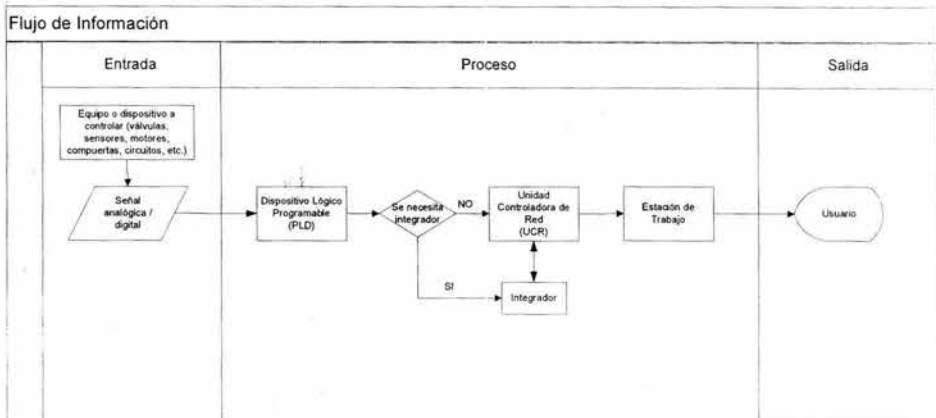 Flujo de Información
Entrada
Proceso
Salida
Equipo o dispositivo a
controlar (válvulas,
sensores, motores,
compuertas, circuitos, etc.)
Señal
analógica /
digital
Dispositivo Lógico
Programable
(PLD)
Se necesita
integrador
NO
SI
Unidad
Controladora de
Red
(UCR)
Integrador
Estación de
Trabajo
Usuario